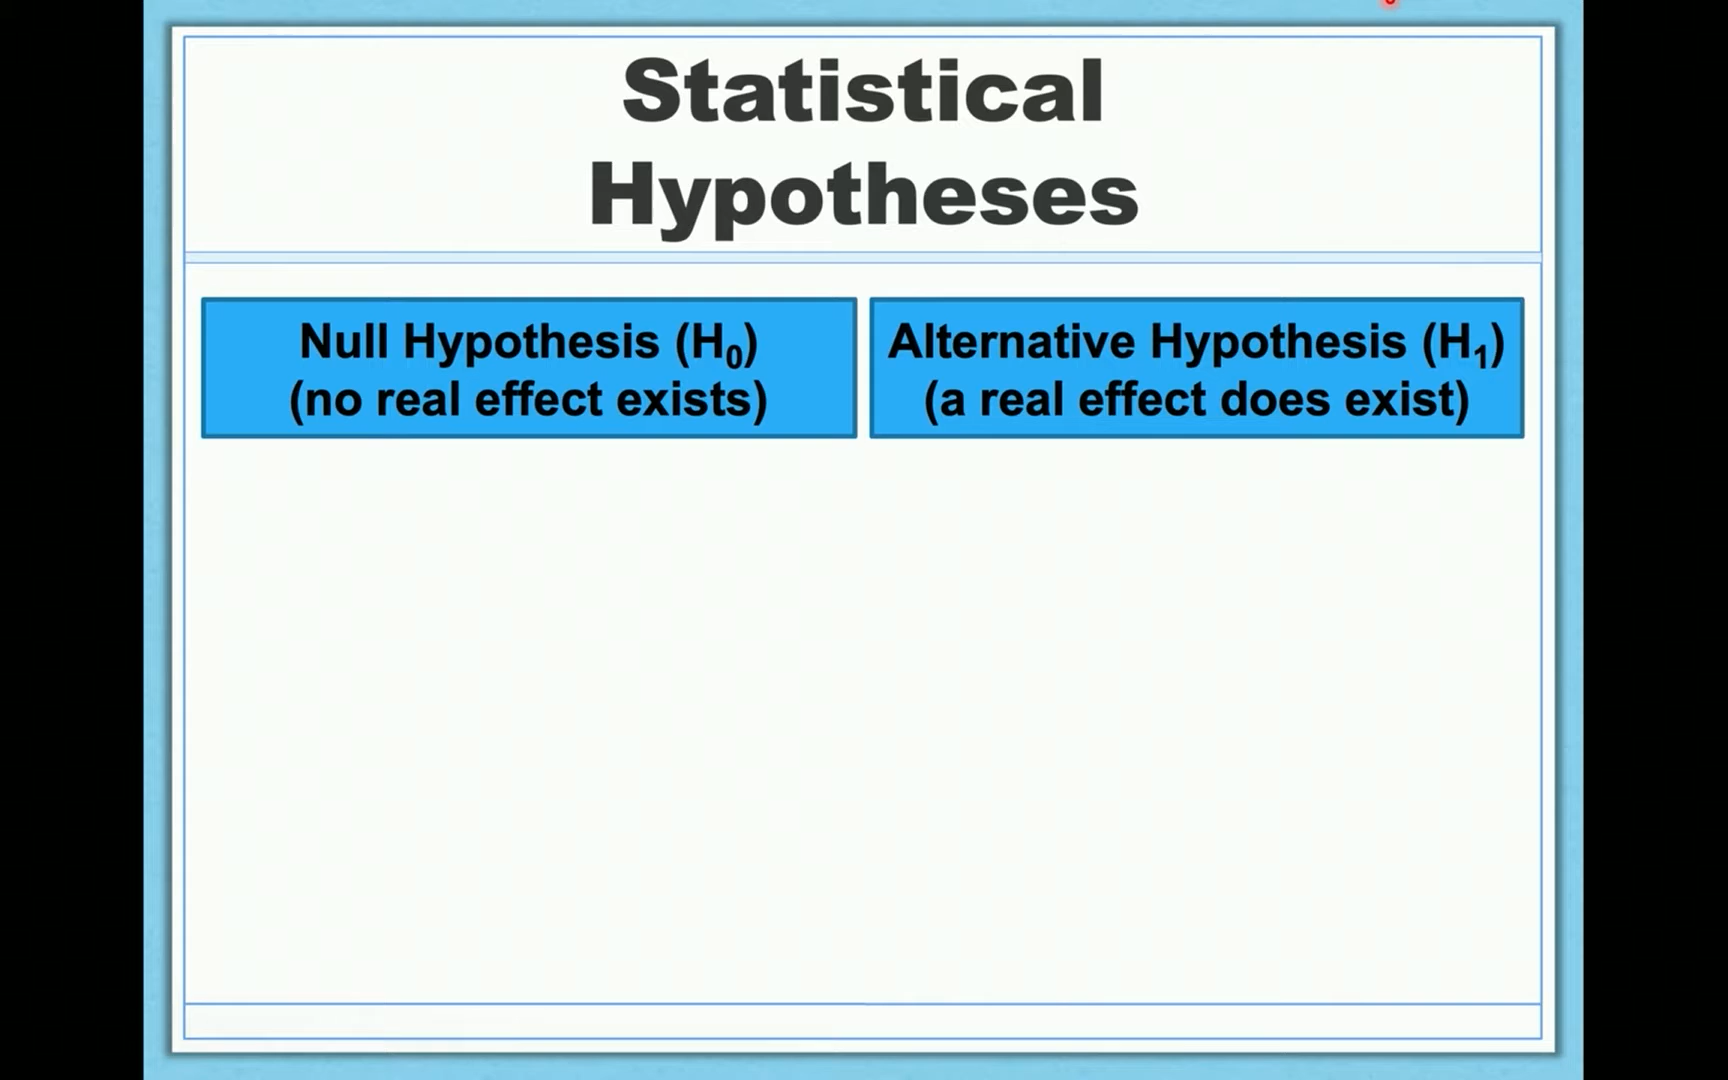 Statistical
Hypotheses
Null Hypothesis (H₀)
(no real effect exists)
Alternative Hypothesis (H₁)
(a real effect does exist)